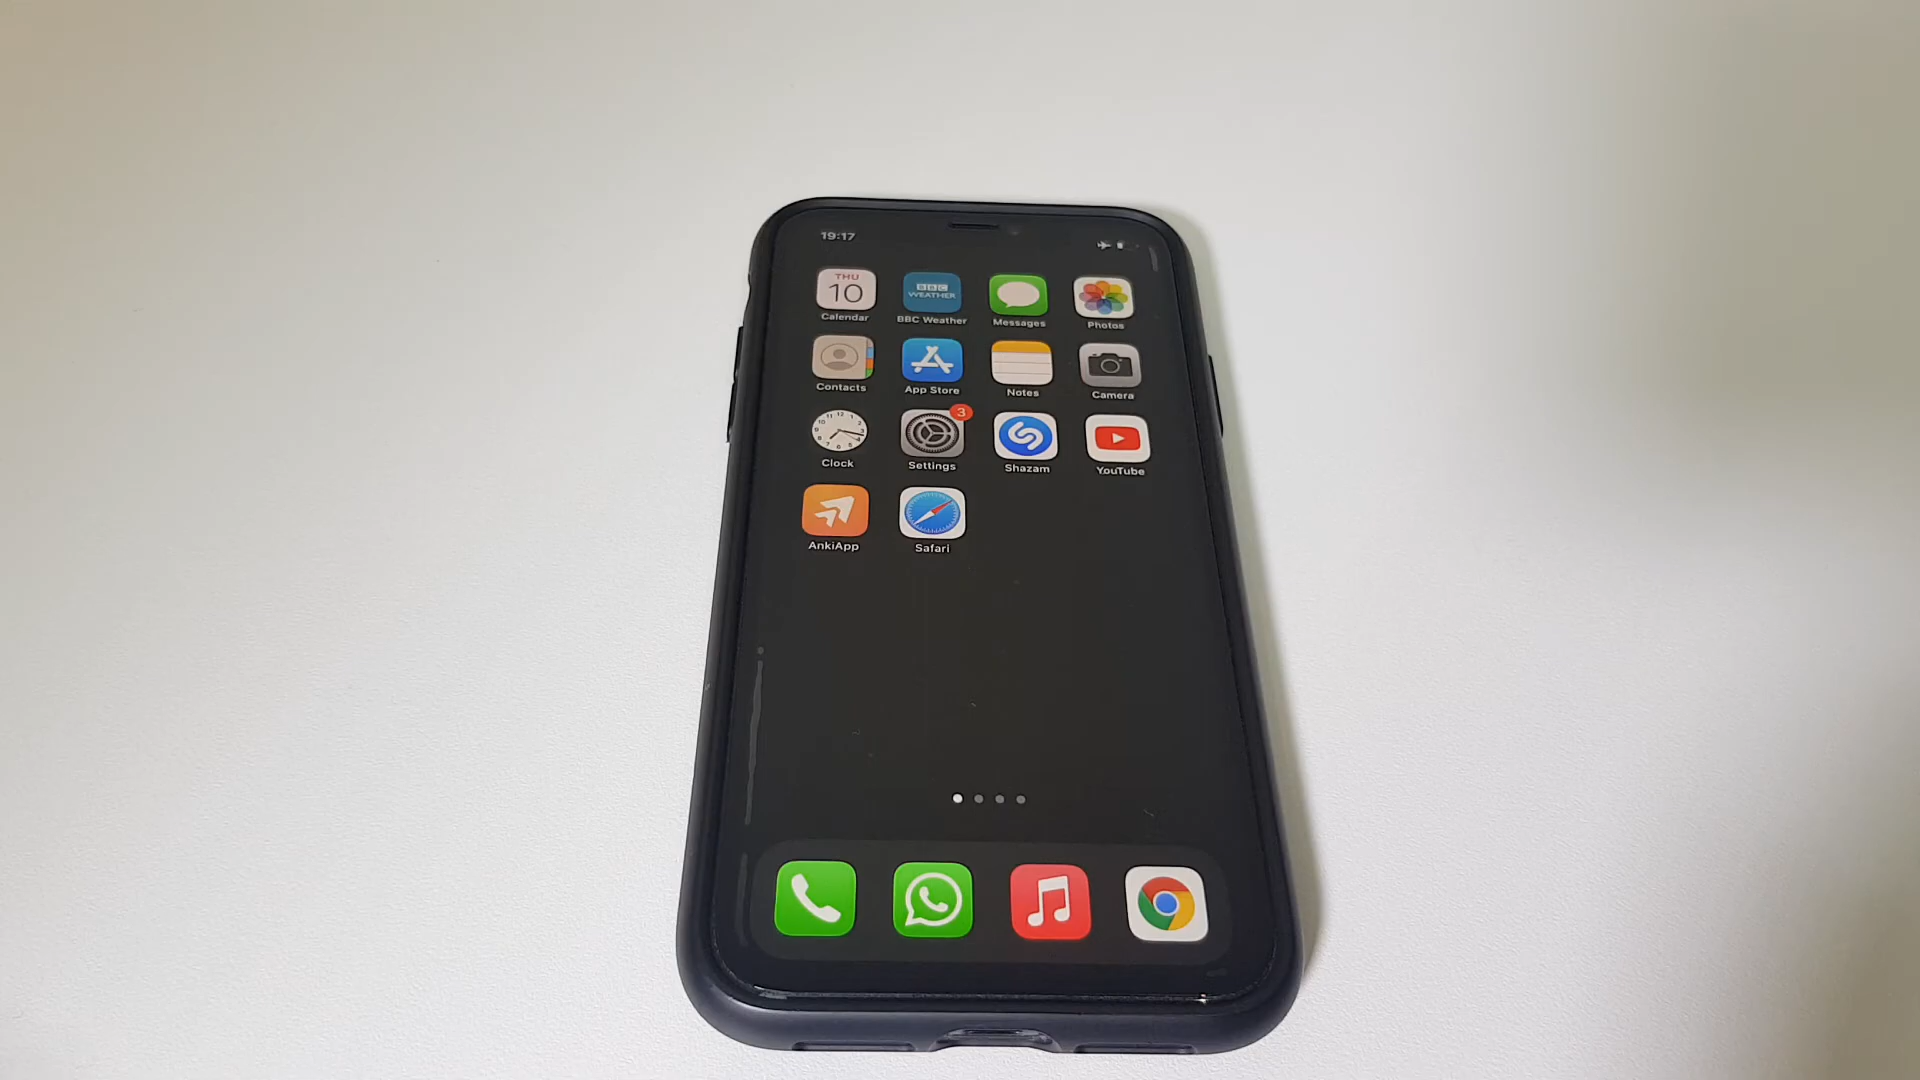 19:17
THU
10
BBC
WEATHER
Calendar
BBC Weather
Messages
Photos
Contacts
App Store
Notes
Camera
3
Clock
Settings
Shazam
YouTube
AnkiApp
Safari